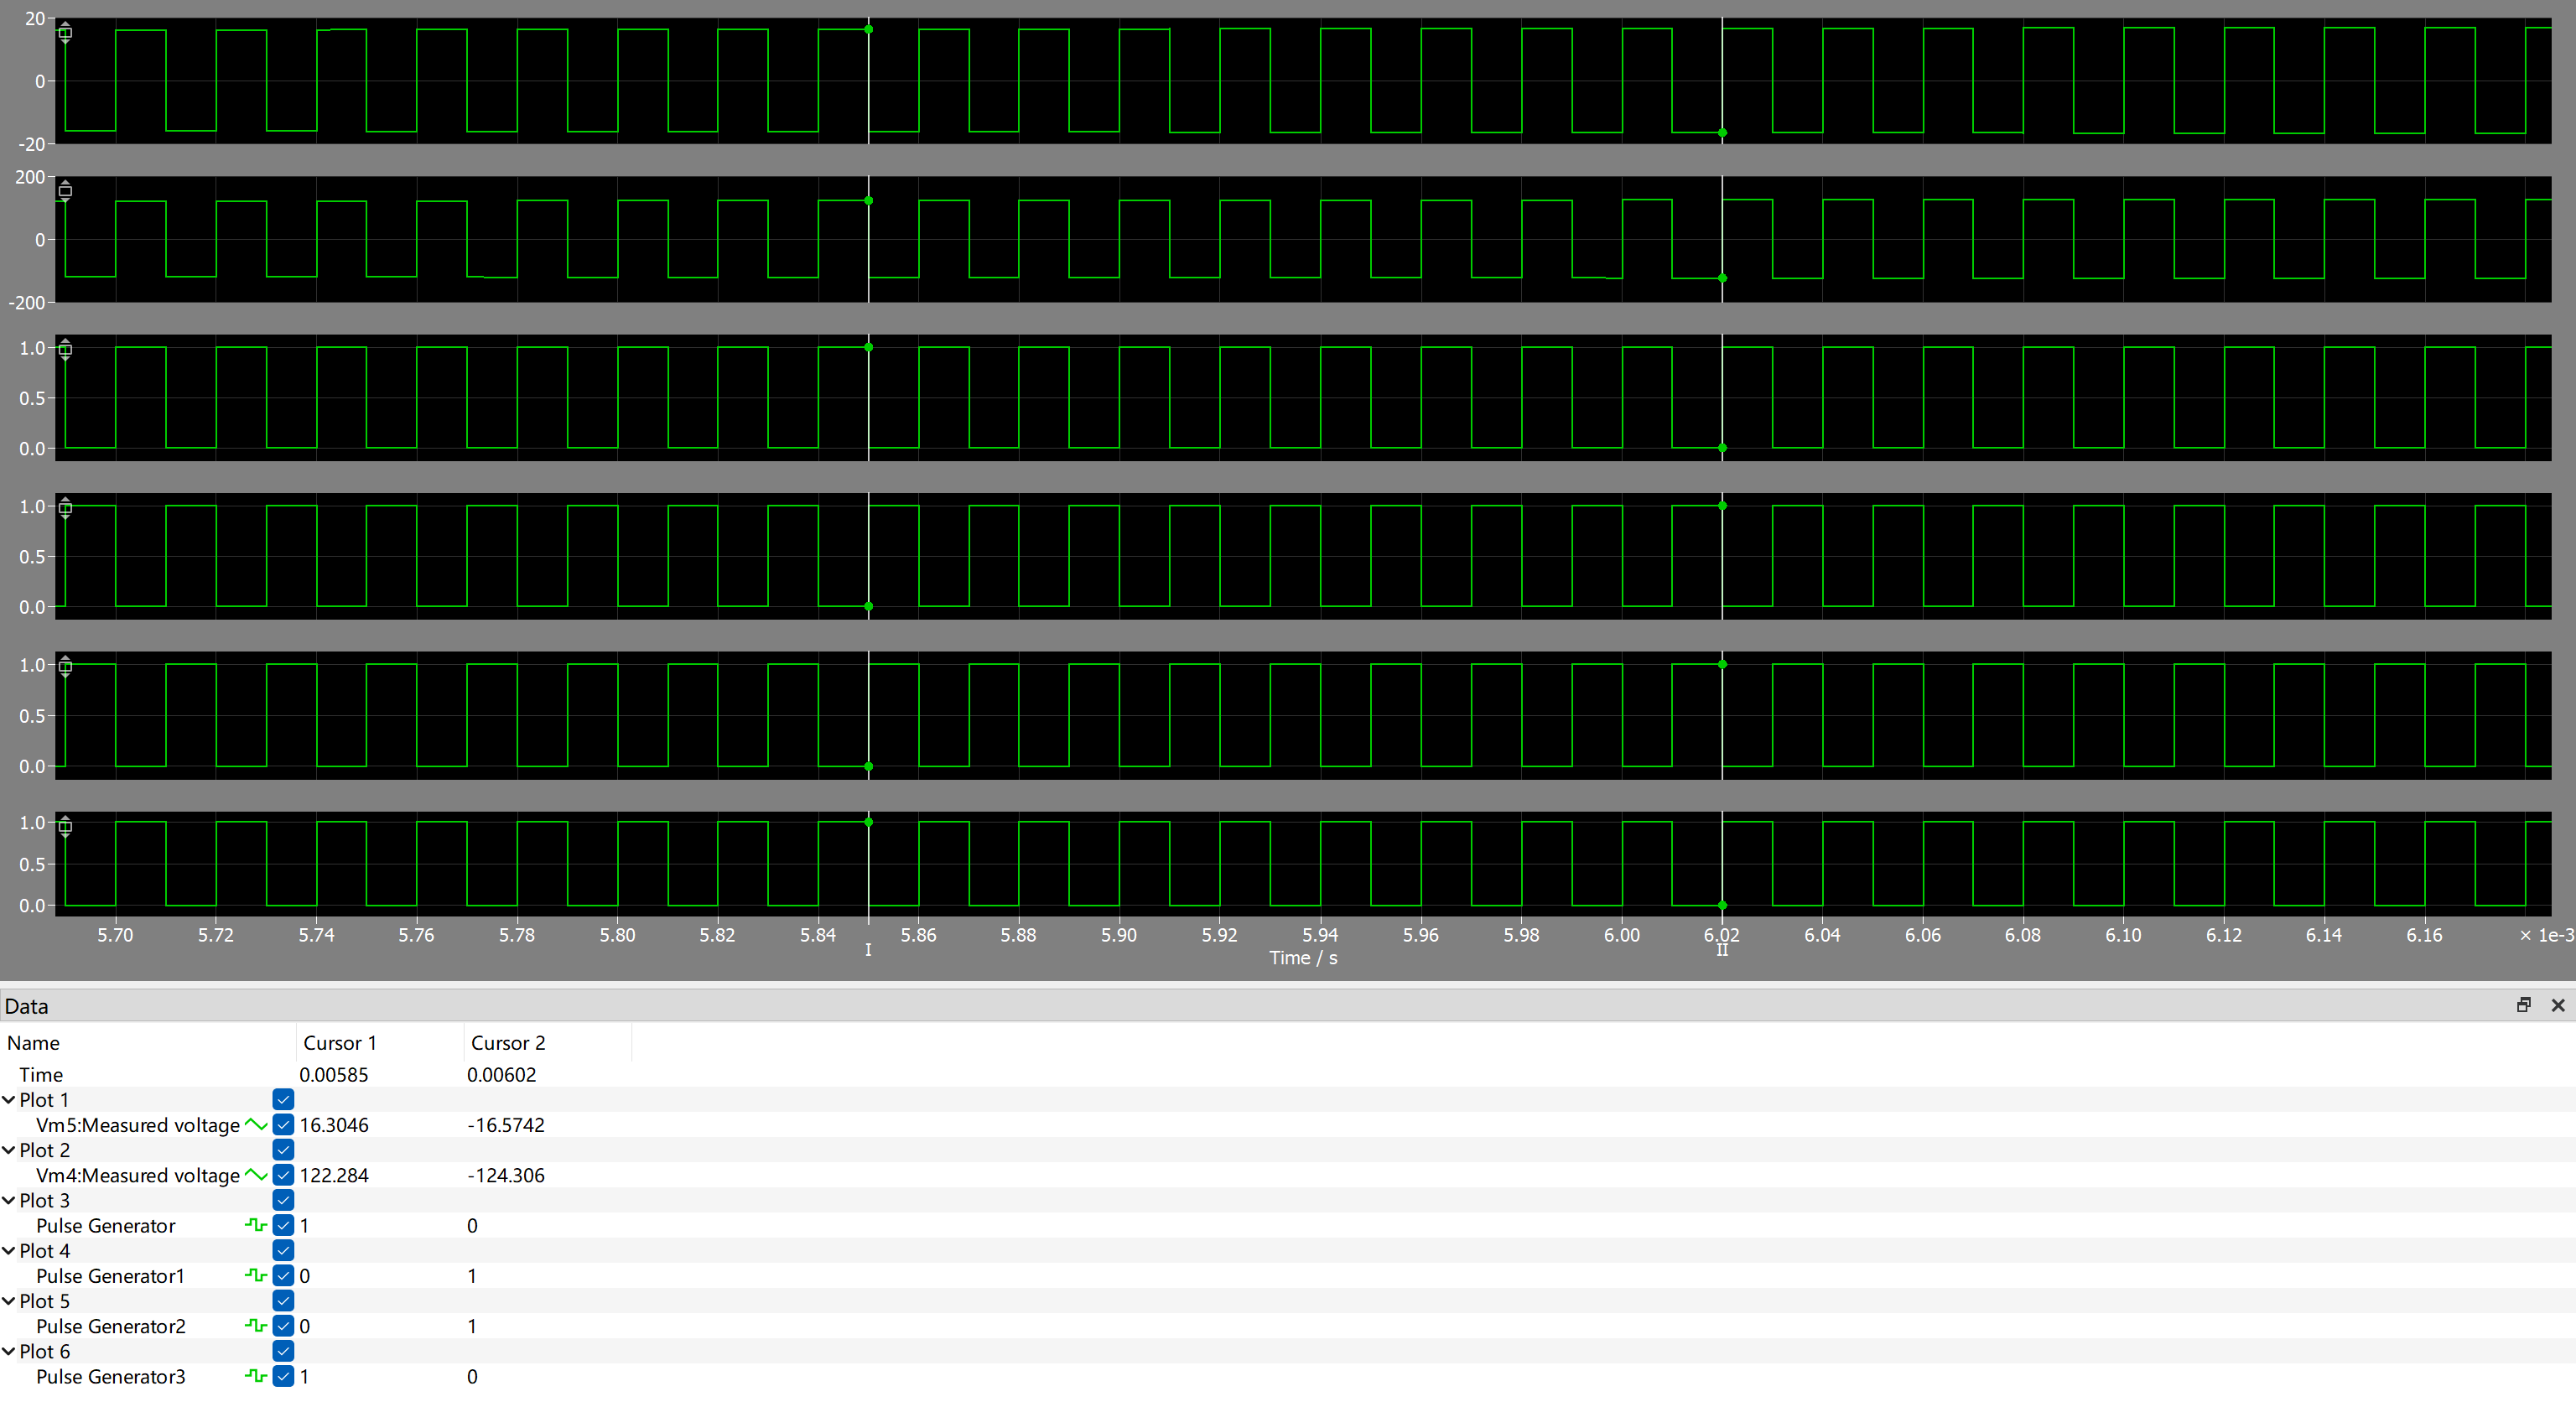 20
0
-20
200
0
-200
1.0
0.5
0.0
1.0
0.5
0.0
1.0
0.5
0.0
1.0
0.5
0.0
5.70 5.72 5.74 5.76 5.78 5.80 5.82 5.84 5.86 5.88 5.90 5.92 5.94 5.96 5.98 6.00 6.02 6.04 6.06 6.08 6.10 6.12 6.14 6.16 × 1e-3
I II
Time / s
Data
Name Cursor 1 Cursor 2
Time 0.00585 0.00602
Plot 1
Vm5:Measured voltage 16.3046 -16.5742
Plot 2
Vm4:Measured voltage 122.284 -124.306
Plot 3
Pulse Generator 1 0
Plot 4
Pulse Generator1 0 1
Plot 5
Pulse Generator2 0 1
Plot 6
Pulse Generator3 1 0